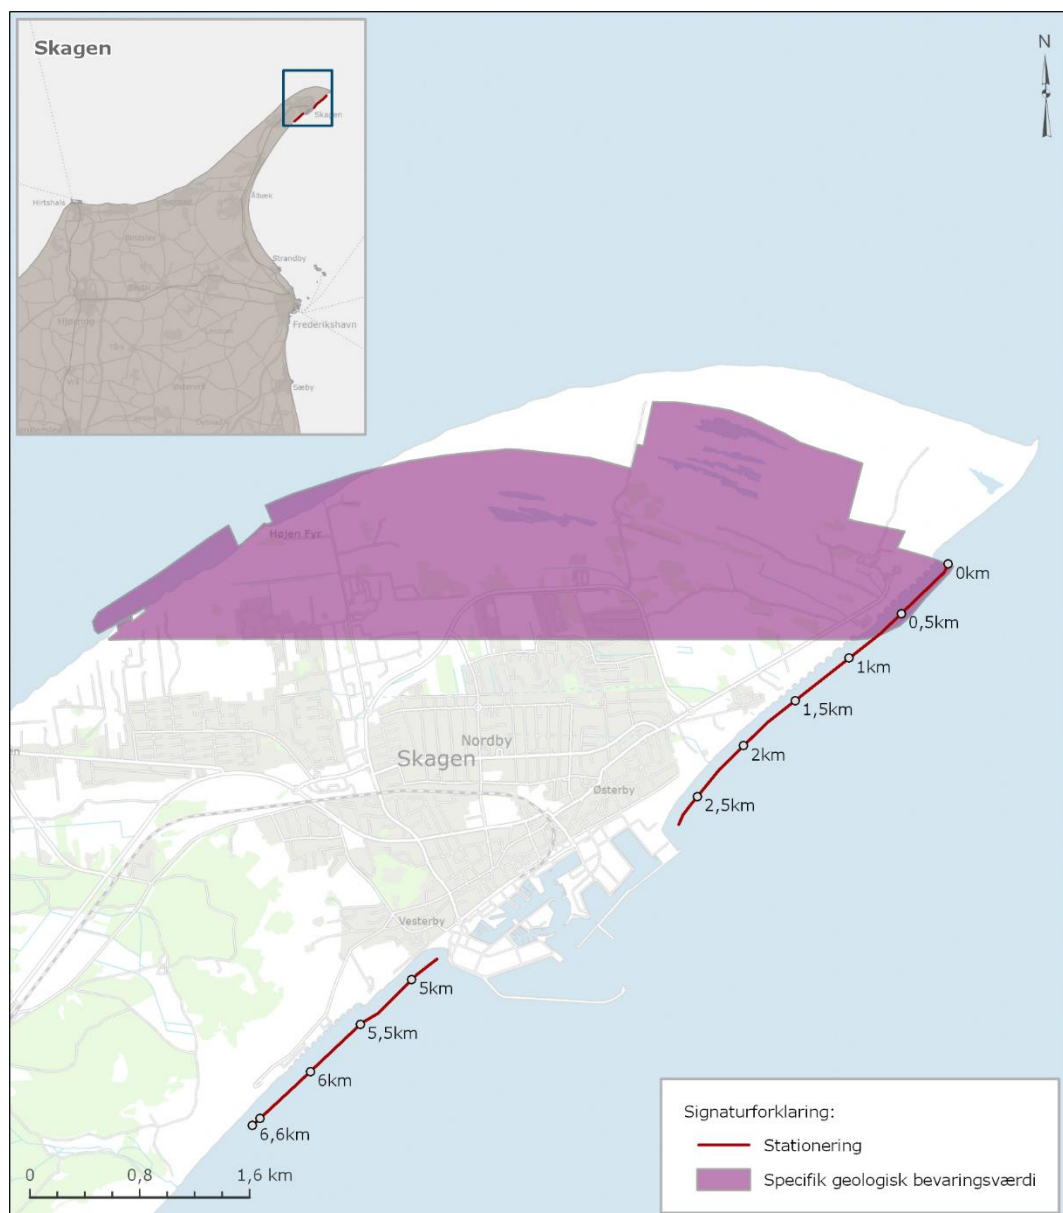 Skagen
N
Skagen
Hirtshals
Ålbæk
Strandby
Frederikshavn
Hjørring
Sæby
Højen Fyr
0km
0,5km
1km
1,5km
Nordby
2km
Skagen
Østerby
2,5km
Vesterby
5km
5,5km
6km
6,6km
Signaturforklaring:
Stationering
Specifik geologisk bevaringsværdi
0 0,8 1,6 km